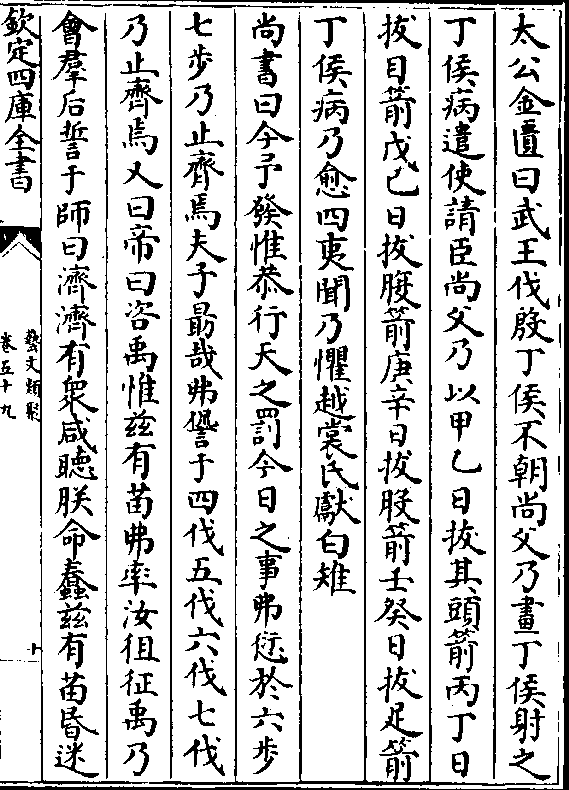 太公金匱曰武王伐殷丁侯不朝尚父乃畫丁侯射之
丁侯病遣使請臣尚父乃以甲乙日拔其頭箭丙丁日
拔目箭戊己日拔腹箭庚辛日拔股箭壬癸日拔足箭
丁侯病乃愈四夷聞乃懼越裳氏獻白雉
尚書曰今予發惟恭行天之罰今日之事弗愆於六步
七步乃止齊焉夫子勗哉弗愆于四伐五伐六伐七伐
乃止齊焉又曰帝曰咨禹惟兹有苗弗率汝徂征禹乃
會羣后誓于師曰濟濟有衆咸聽朕命蠢兹有苗昏迷
欽定四庫全書
藝文類聚
卷五十九
十